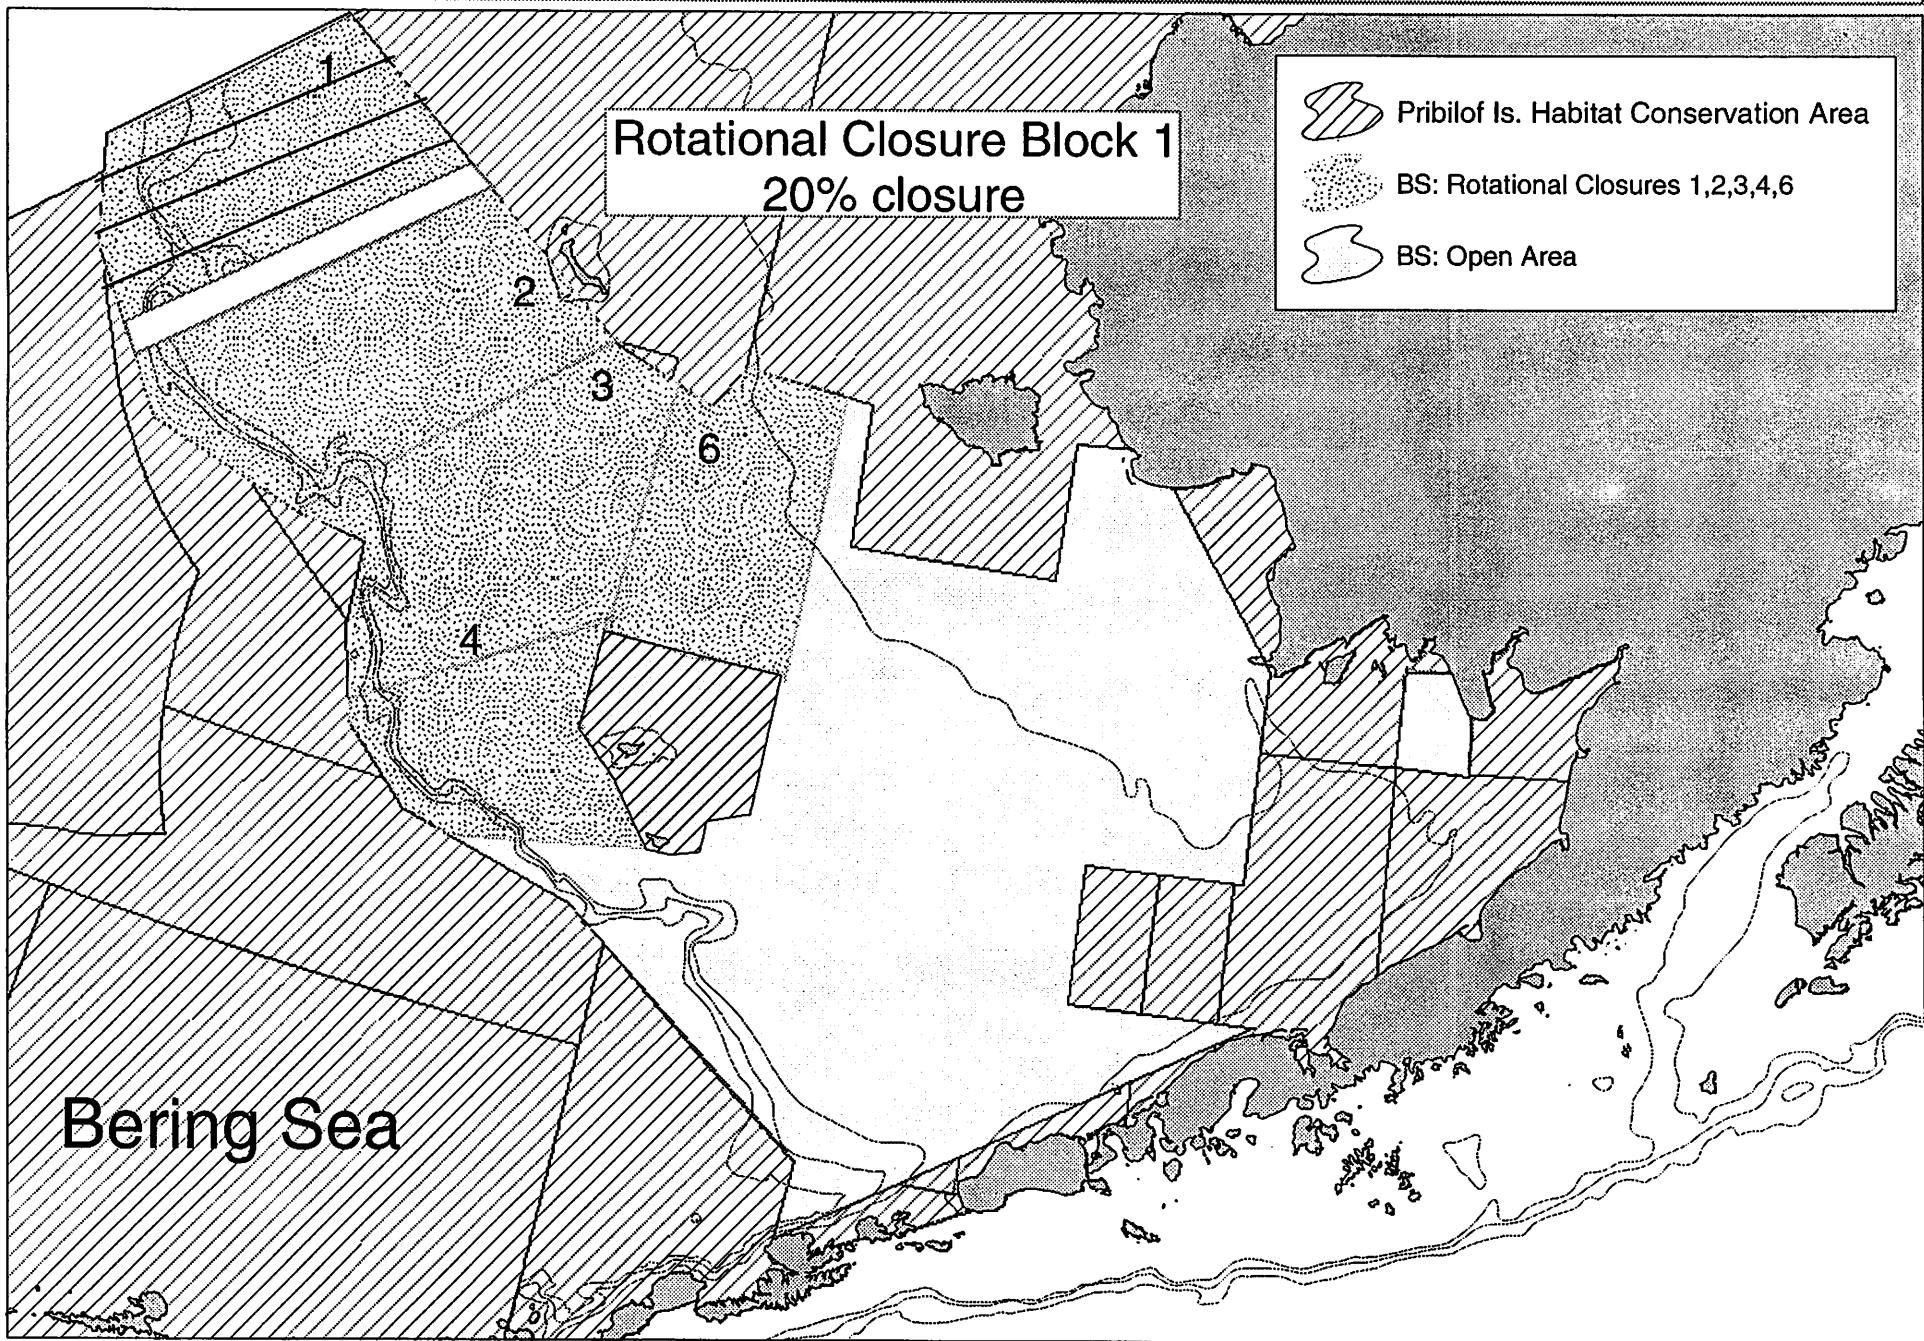 1
Rotational Closure Block 1
20% closure
Pribilof Is. Habitat Conservation Area
BS: Rotational Closures 1,2,3,4,6
BS: Open Area
2
3
6
4
Bering Sea